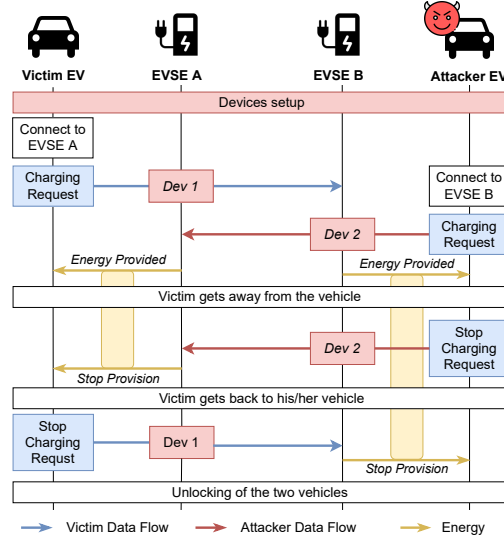 Victim EV EVSE A EVSE B Attacker EV
Devices setup
Connect to
EVSE A
Charging
Request
Dev 1
Connect to
EVSE B
Dev 2
Charging
Request
Energy Provided
Energy Provided
Victim gets away from the vehicle
Dev 2
Stop
Charging
Request
Stop Provision
Victim gets back to his/her vehicle
Stop
Charging
Requst
Dev 1
Stop Provision
Unlocking of the two vehicles
Victim Data Flow Attacker Data Flow Energy